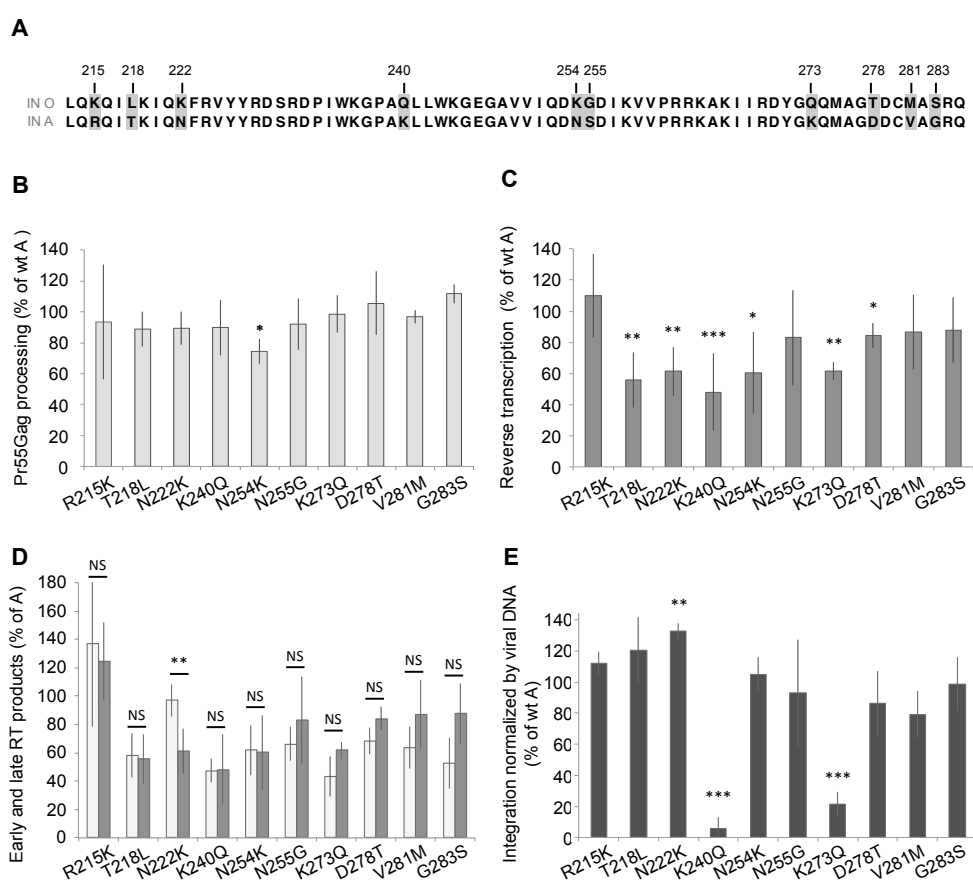 A
215 218 222 240 254 255 273 278 281 283
IN O LQKQILKIQKFRVYYRDSRDPIWKGPAQLLWKGEGAVVIQDKGDIKVVPRRKAKIIRDYGQQMAGTDCMASRQ
IN A LQRQITKIQNFRVYYRDSRDPIWKGPAKLLWKGEGAVVIQDNSDIKVVPRRKAKIIRDYGKQMAGDDCVAGRQ
B
Pr55Gag processing (% of wt A)
140
120
100
80
60
40
20
0
*
R215K T218L N222K K240Q N254K N255G K273Q D278T V281M G283S
C
Reverse transcription (% of wt A)
140
120
100
80
60
40
20
0
** ** *** * ** *
R215K T218L N222K K240Q N254K N255G K273Q D278T V281M G283S
D
Early and late RT products (% of A)
180
160
140
120
100
80
60
40
20
0
NS NS ** NS NS NS NS NS NS NS
R215K T218L N222K K240Q N254K N255G K273Q D278T V281M G283S
E
Integration normalized by viral DNA
(% of wt A)
140
120
100
80
60
40
20
0
** *** ***
R215K T218L N222K K240Q N254K N255G K273Q D278T V281M G283S